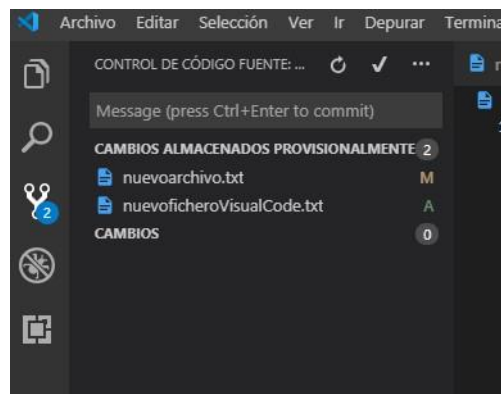 Archivo Editar Selección Ver Ir Depurar Termina
CONTROL DE CÓDIGO FUENTE: ...
Message (press Ctrl+Enter to commit)
CAMBIOS ALMACENADOS PROVISIONALMENTE 2
nuevoarchivo.txt M
nuevoficheroVisualCode.txt A
CAMBIOS 0
2